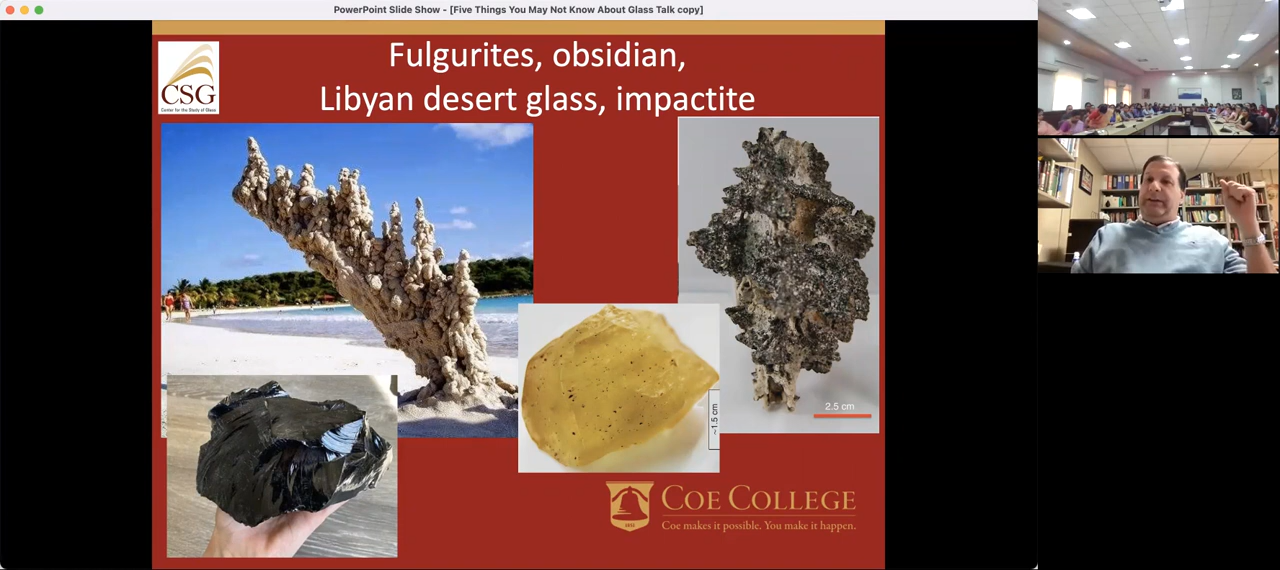 PowerPoint Slide Show - [Five Things You May Not Know About Glass Talk copy]
CSG
Center for the Study of Glass
Fulgurites, obsidian,
Libyan desert glass, impactite
~1.5 cm
2.5 cm
COE COLLEGE
Coe makes it possible. You make it happen.
1851